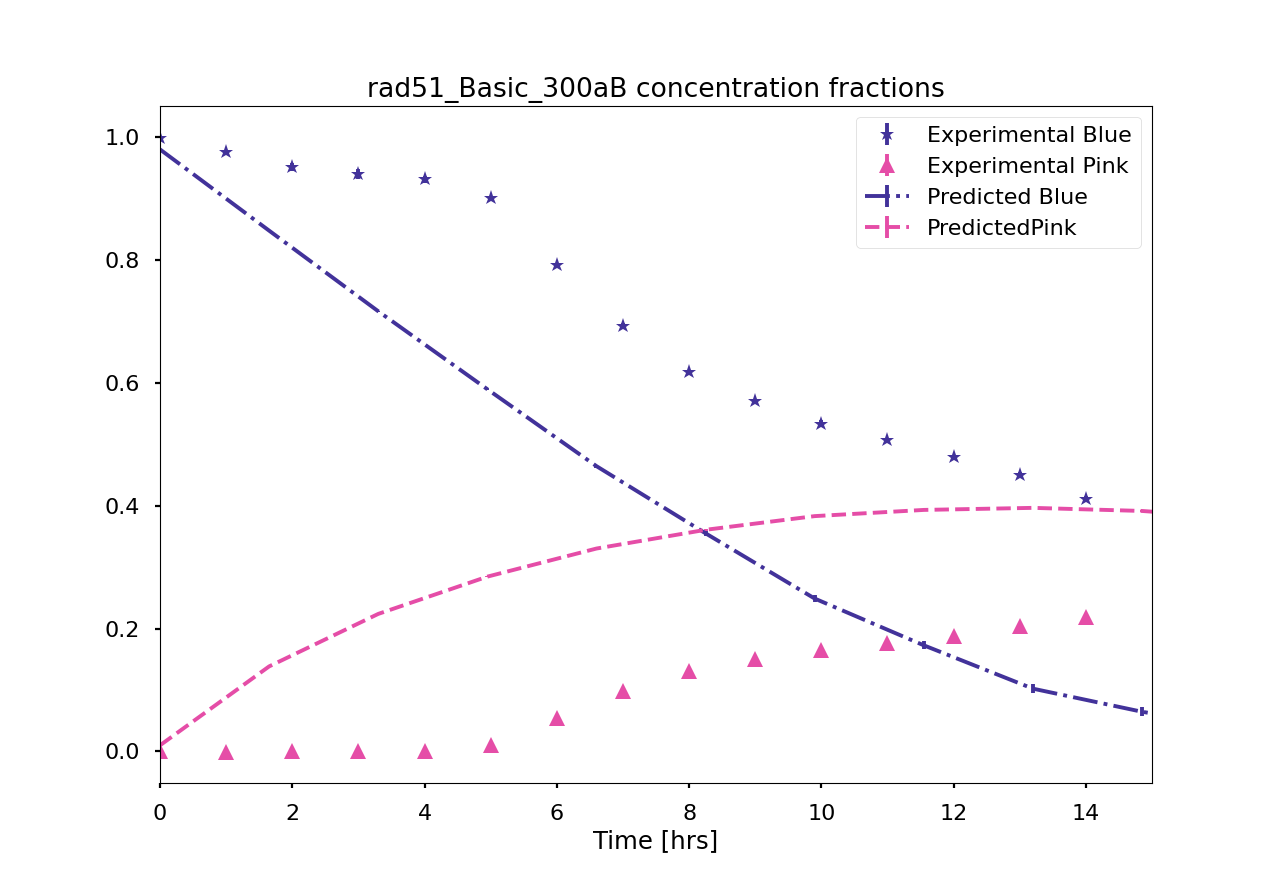 rad51_Basic_300aB concentration fractions
Experimental Blue
Experimental Pink
Predicted Blue
PredictedPink
1.0
0.8
0.6
0.4
0.2
0.0
0 2 4 6 8 10 12 14
Time [hrs]